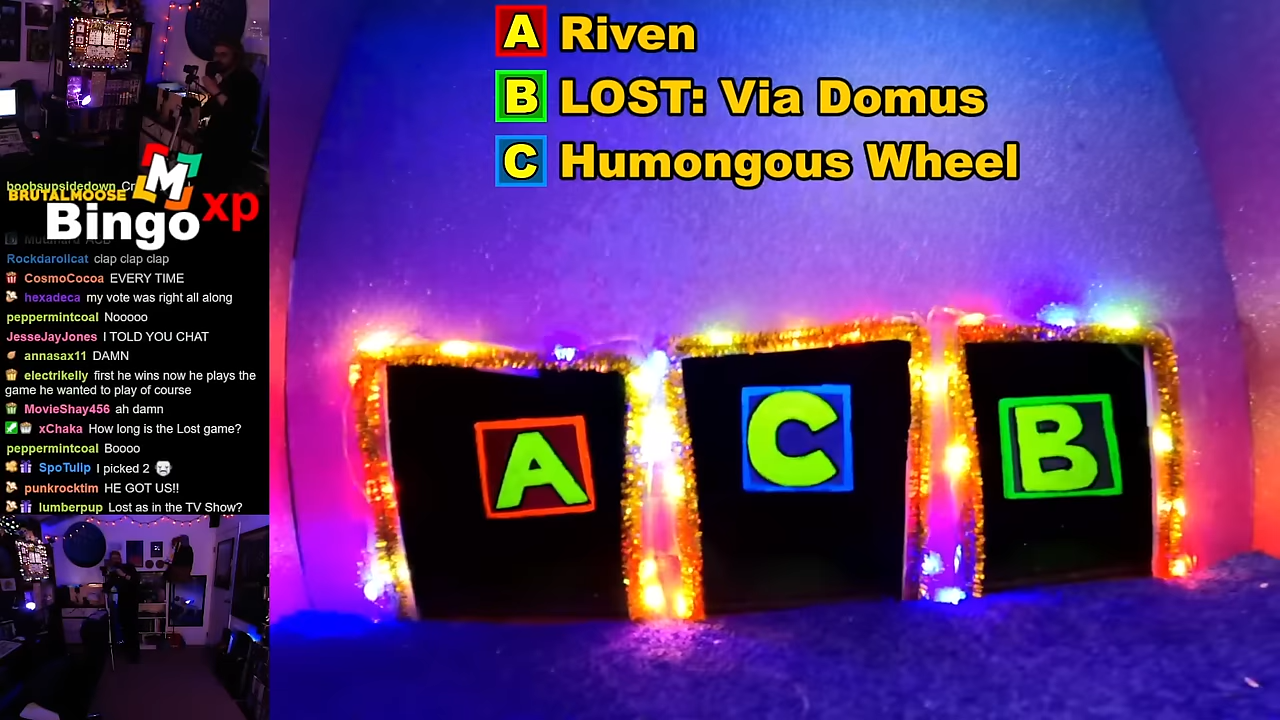 A Riven
B LOST: Via Domus
C Humongous Wheel
boobsupsidedown
BRUTALMOOSE
M
Bingo xp
Rockdarollcat clap clap clap
CosmoCocoa EVERY TIME
hexadeca my vote was right all along
peppermintcoal Nooooo
JesseJayJones I TOLD YOU CHAT
annasax11 DAMN
electrikelly first he wins now he plays the
game he wanted to play of course
MovieShay456 ah damn
xChaka How long is the Lost game?
peppermintcoal Boooo
SpoTulip I picked 2
punkrocktim HE GOT US!!
lumberpup Lost as in the TV Show?
A
C
B